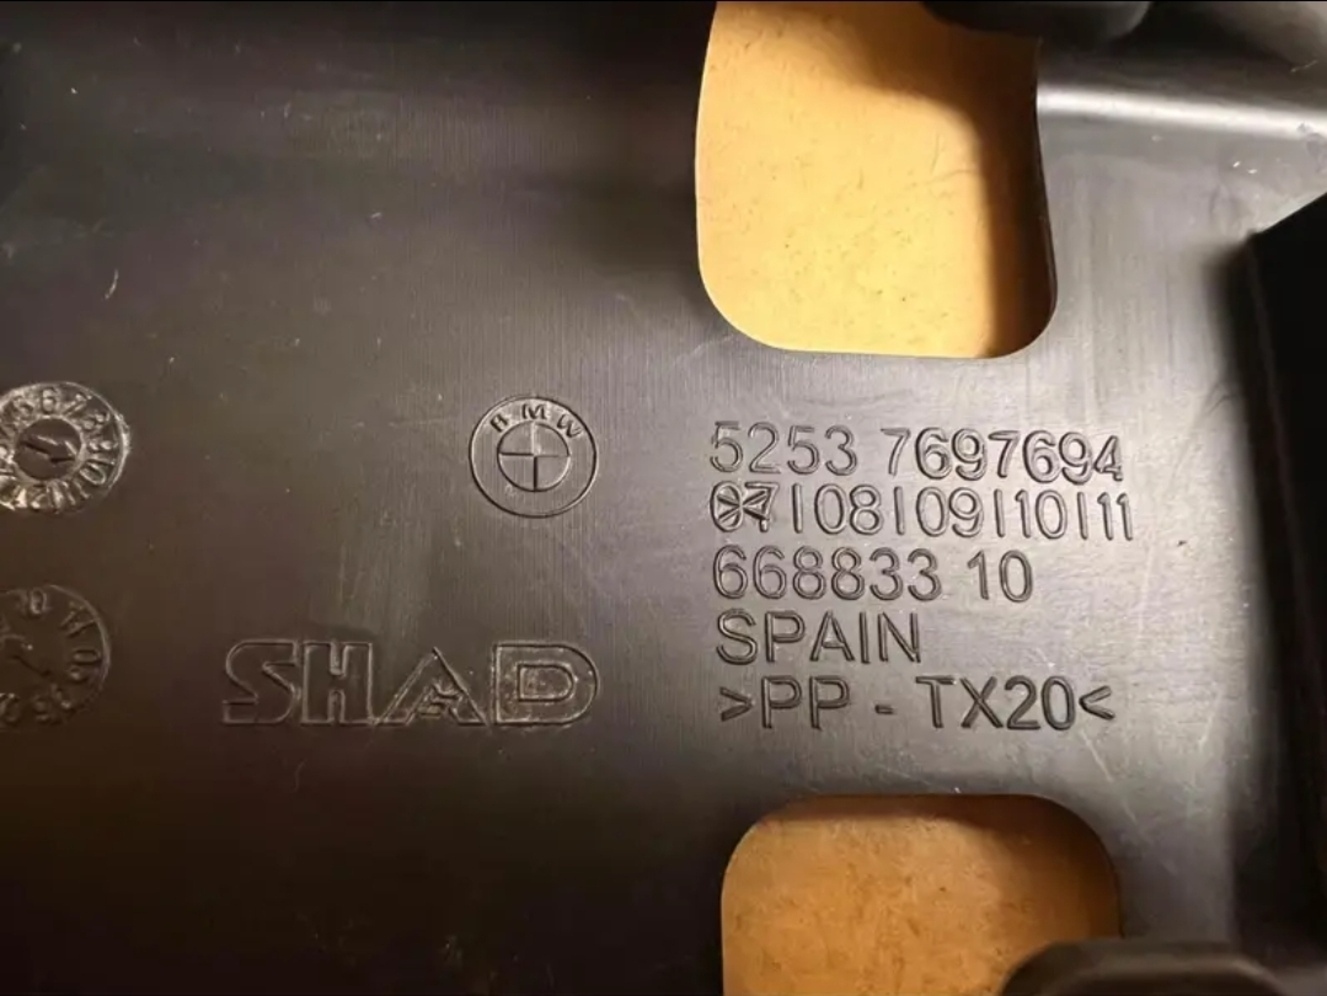 BMW
5253 7697694
07|08|09|10|11
668833 10
SPAIN
SHAD
>PP - TX20<